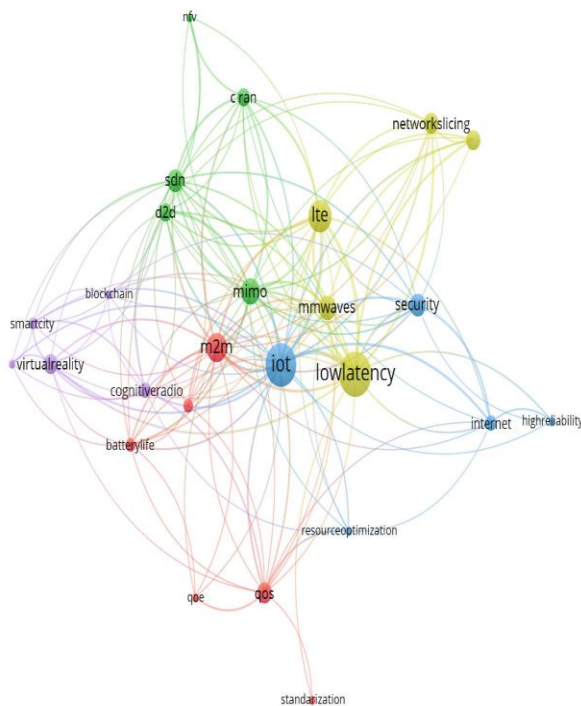 nfv
c ran
networkslicing
sdn
d2d
lte
mimo
mmwaves
security
blockchain
smartcity
m2m
iot
lowlatency
virtualreality
cognitiveradio
internet
highreliability
batterylife
resourceoptimization
qoe
qos
standarization